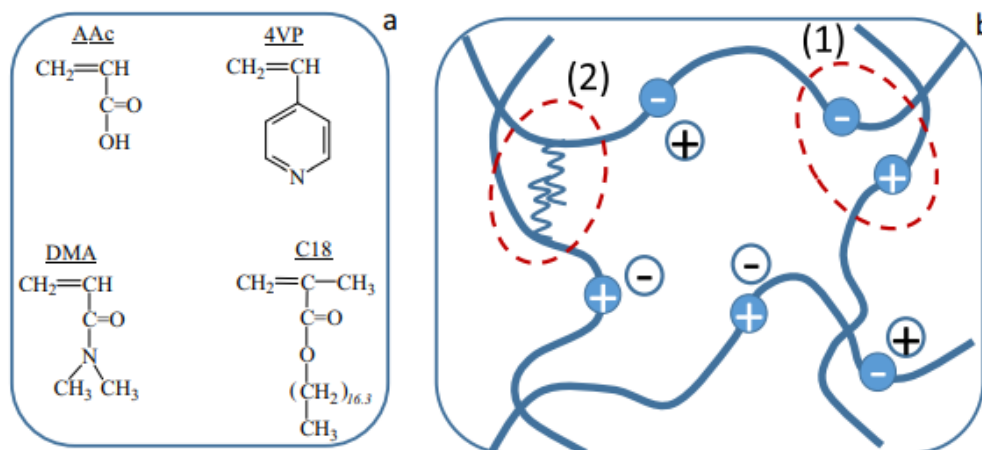 a
AAc
CH₂=CH
C=O
OH
4VP
CH₂=CH
N
DMA
CH₂=CH
C=O
N
CH₃ CH₃
C18
CH₂=C–CH₃
C=O
O
(CH₂)16.3
CH₃
b
(1)
(2)
-
+
-
+
+
-
-
+
-
+